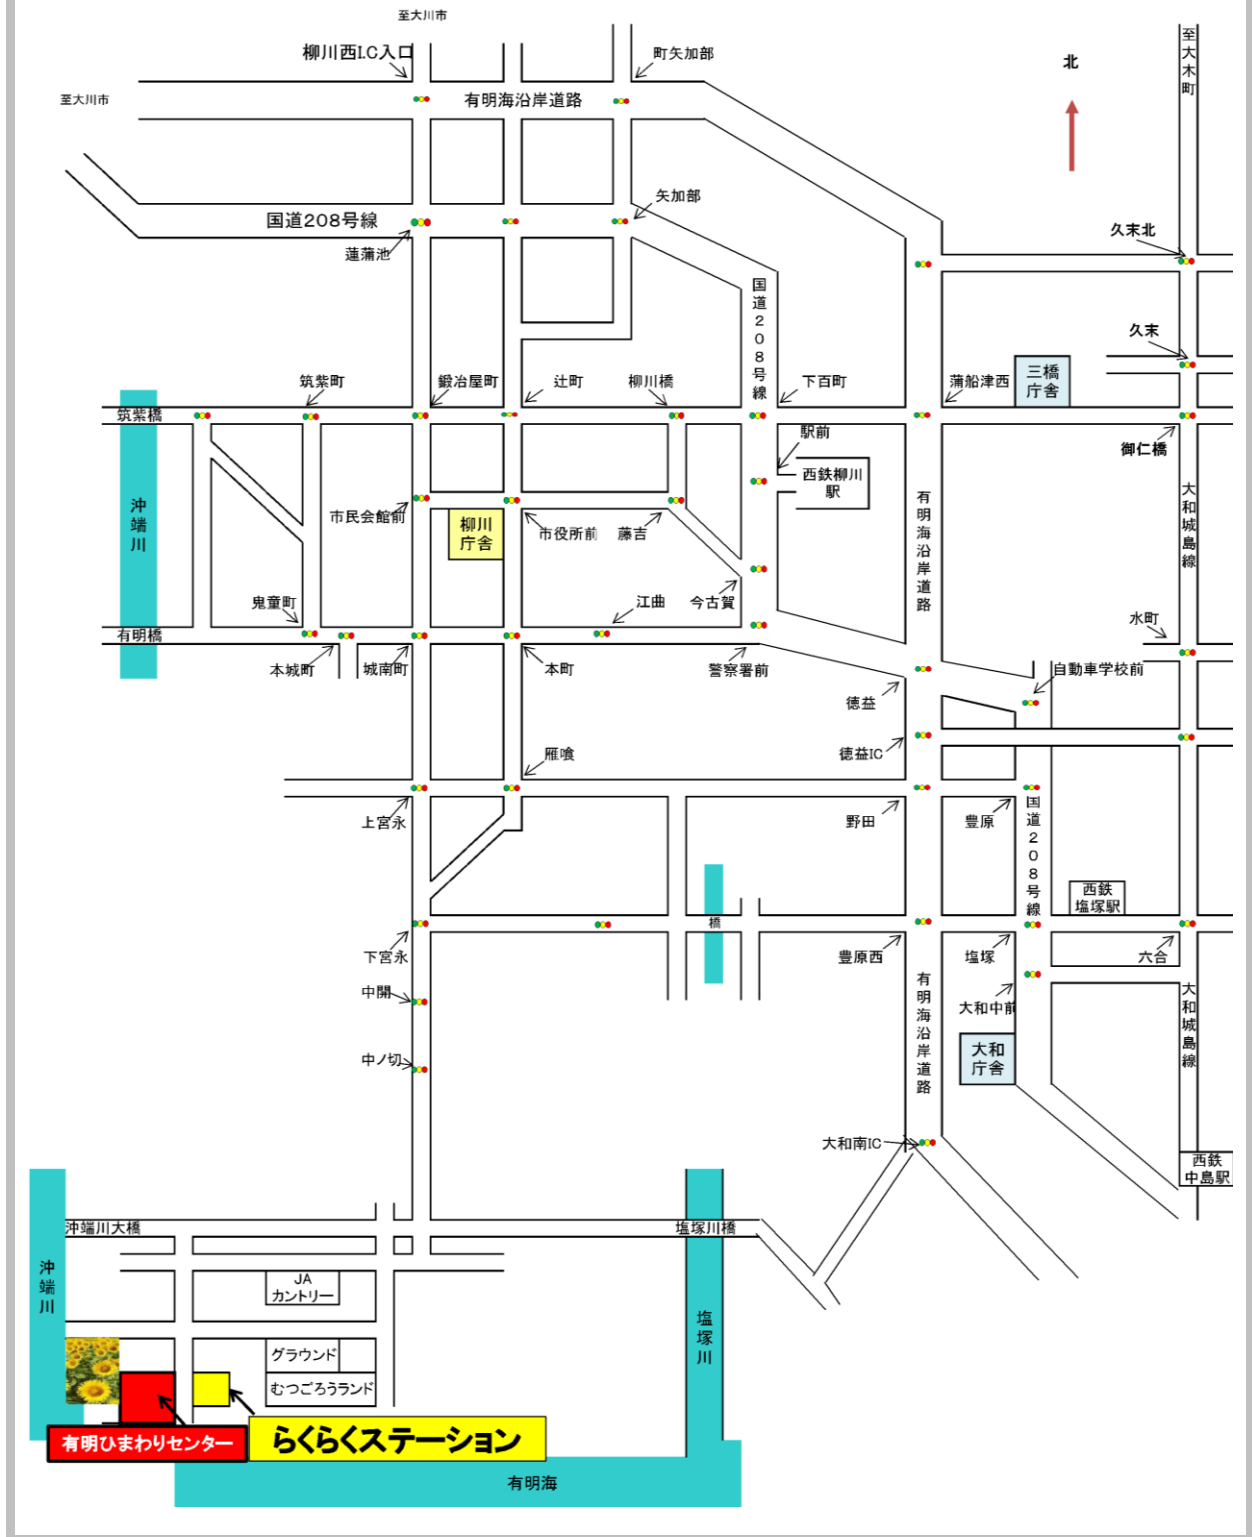 至大川市
柳川西I.C入口
町矢加部
至大木町
北
至大川市
有明海沿岸道路
矢加部
国道208号線
久末北
蓮蒲池
国道208号線
久末
三橋
庁舎
筑紫町
鍛冶屋町
辻町
柳川橋
下百町
蒲船津西
筑紫橋
駅前
御仁橋
西鉄柳川
駅
沖端川
市民会館前
柳川
庁舎
市役所前
藤吉
有明海沿岸道路
大和城島線
鬼童町
江曲
今古賀
水町
有明橋
本城町
城南町
本町
警察署前
自動車学校前
徳益
雁喰
徳益IC
上宮永
野田
豊原
国道208号線
西鉄
塩塚駅
橋
下宮永
豊原西
塩塚
六合
中開
有明海沿岸道路
大和中前
大和城島線
中ノ切
大和
庁舎
大和南IC
西鉄
中島駅
沖端川大橋
塩塚川橋
沖端川
JA
カントリー
塩塚川
グラウンド
むつごろうランド
有明ひまわりセンター
らくらくステーション
有明海